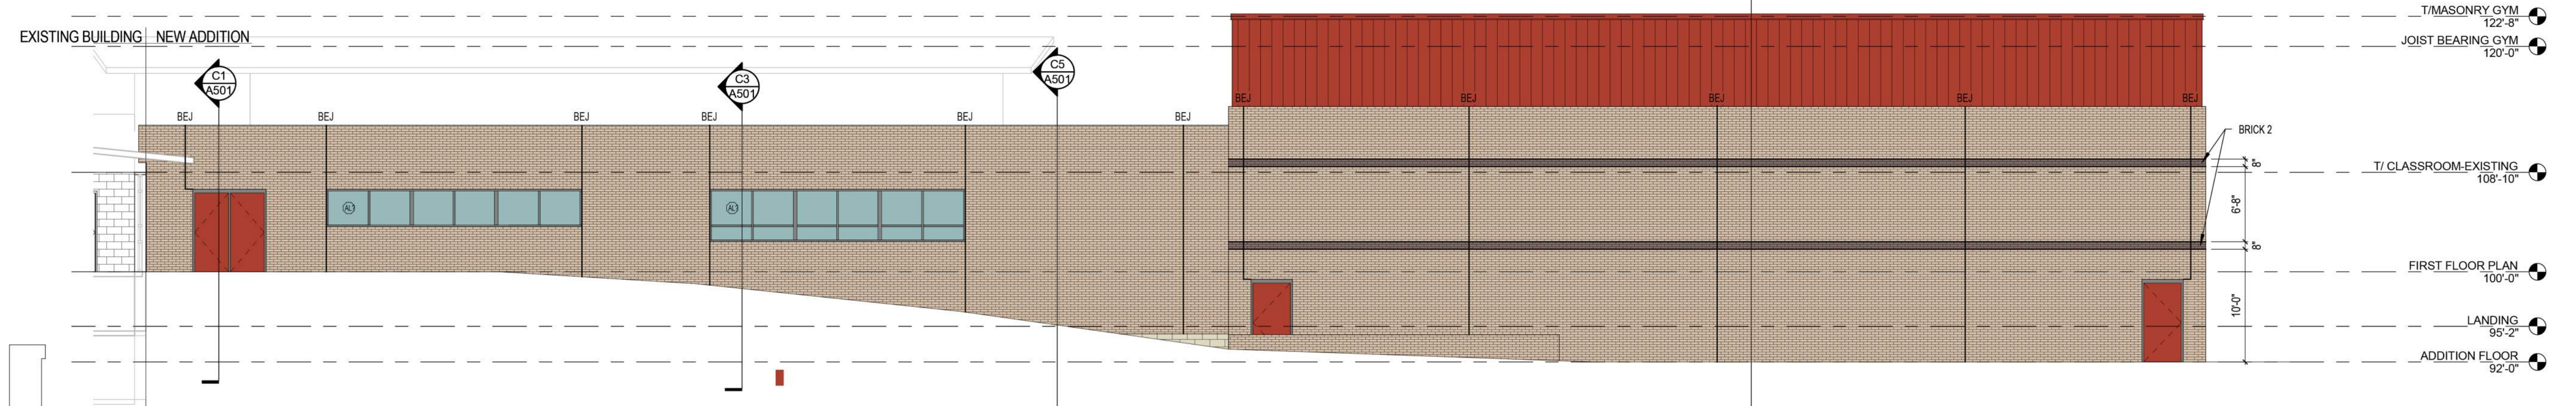 T/MASONRY GYM
122'-8"
EXISTING BUILDING NEW ADDITION
JOIST BEARING GYM
120'-0"
C5
A501
C1
A501
C3
A501
BEJ
BEJ
BEJ
BEJ
BEJ
BEJ
BEJ
BEJ
BEJ
BEJ
BEJ
BRICK 2
8"
T/ CLASSROOM-EXISTING
108'-10"
6'-8"
8"
FIRST FLOOR PLAN
100'-0"
10'-0"
LANDING
95'-2"
ADDITION FLOOR
92'-0"